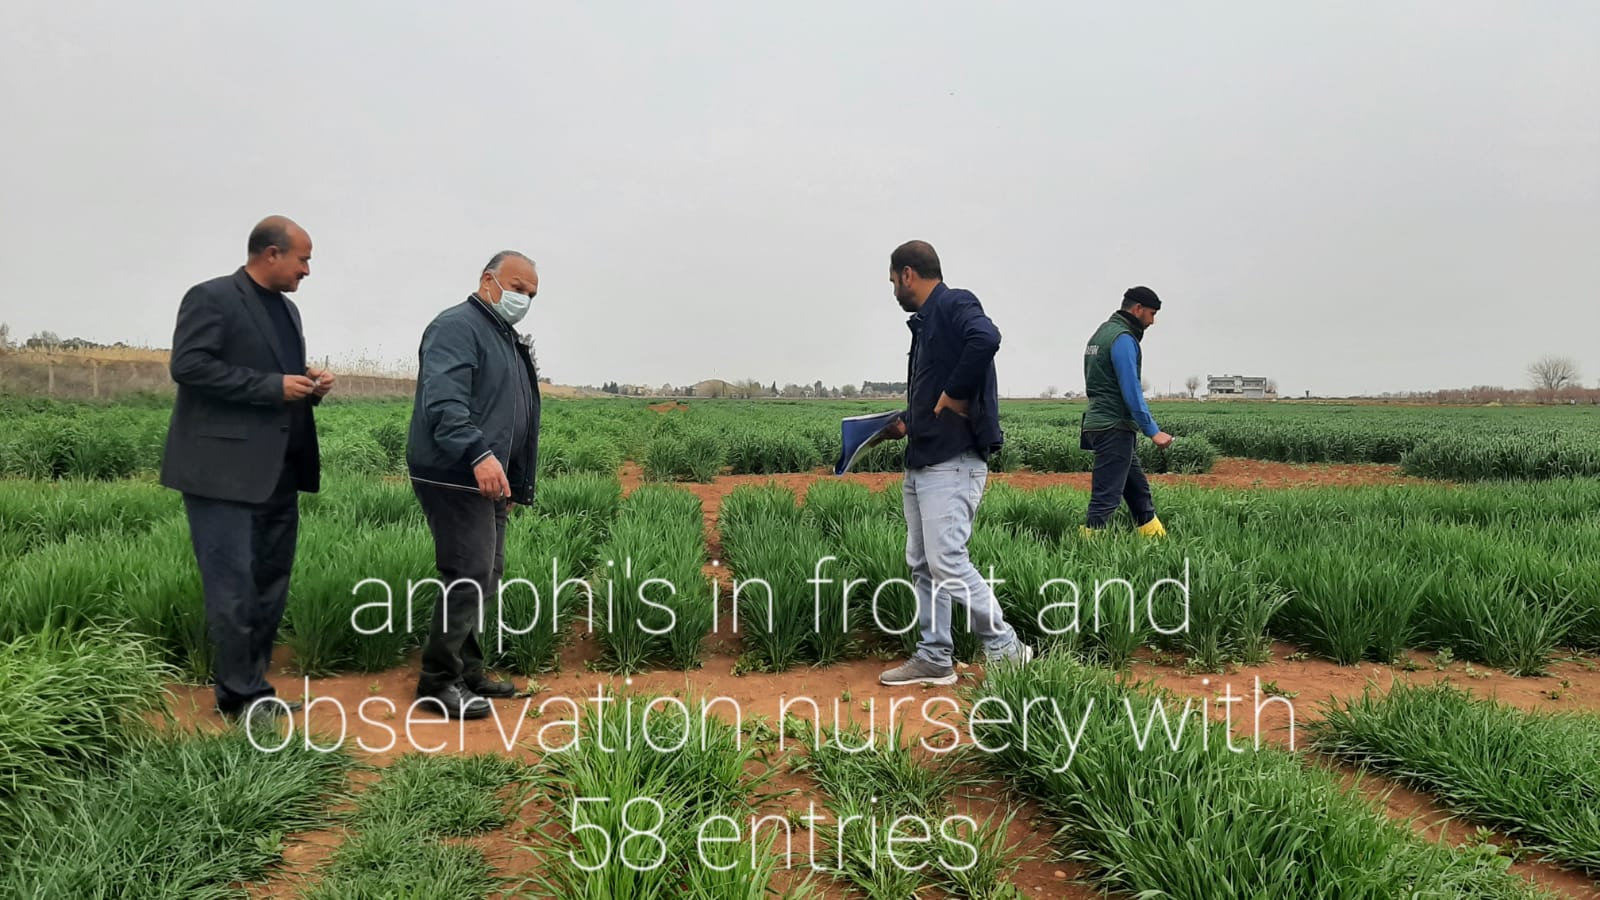 amphi's in front and
observation nursery with
58 entries